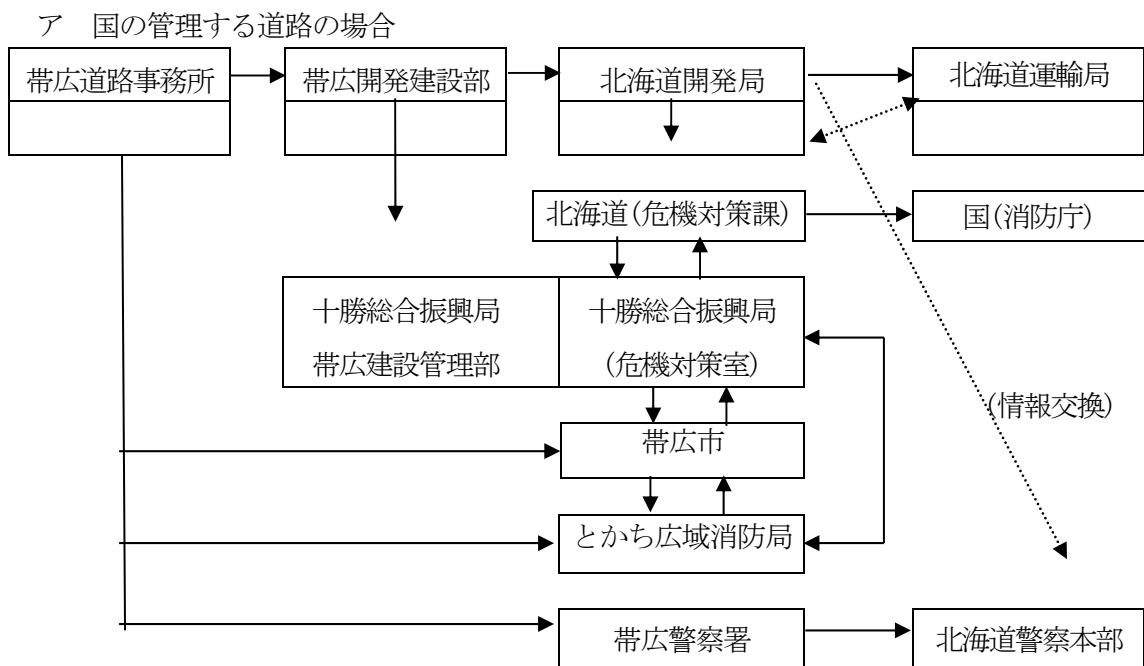 ア　国の管理する道路の場合
帯広道路事務所
帯広開発建設部
北海道開発局
北海道運輸局
北海道(危機対策課)
国(消防庁)
十勝総合振興局
帯広建設管理部
十勝総合振興局
(危機対策室)
(情報交換)
帯広市
とかち広域消防局
帯広警察署
北海道警察本部